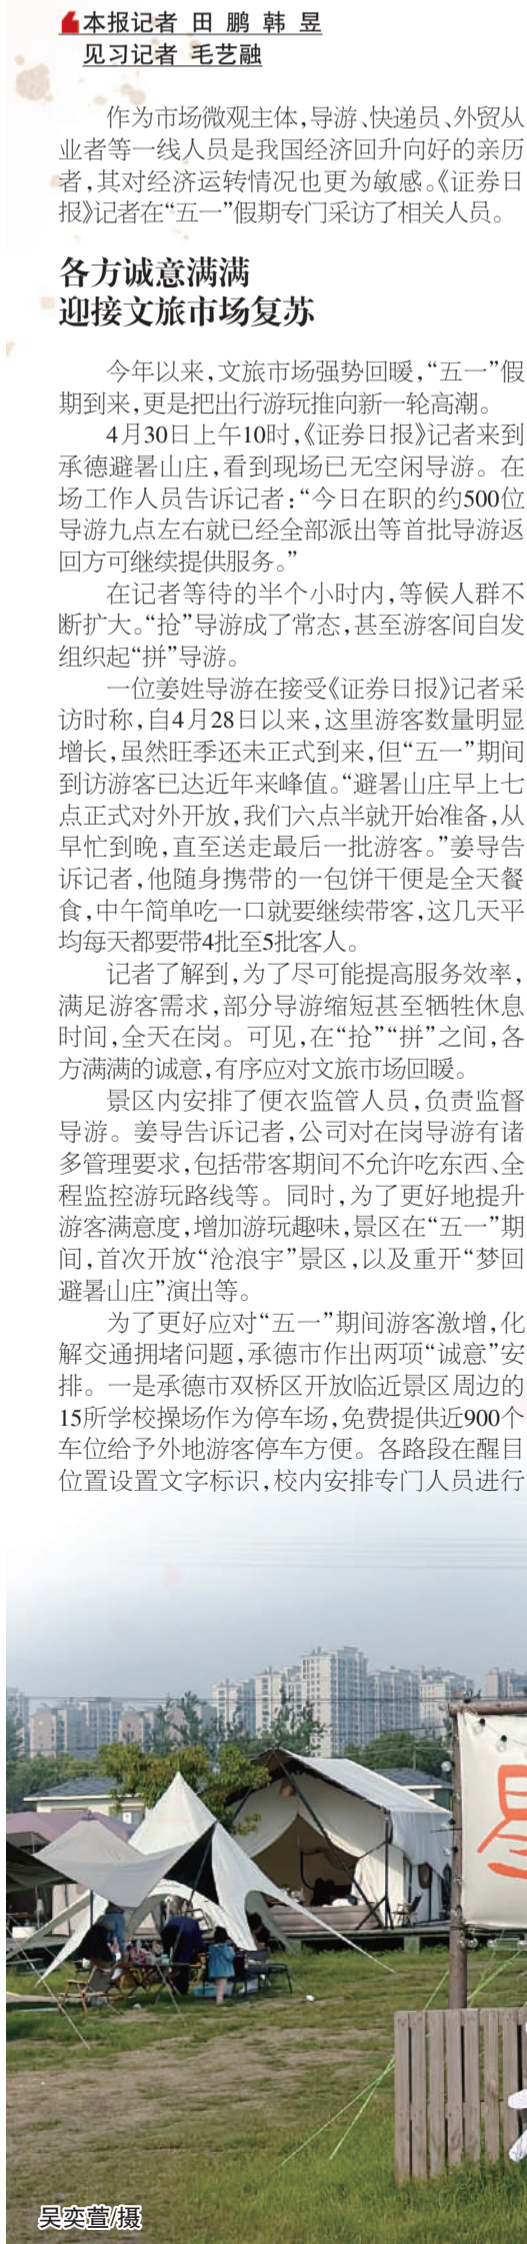 本报记者 田 鹏 韩 昱
见习记者 毛艺融
作为市场微观主体,导游、快递员、外贸从
业者等一线人员是我国经济回升向好的亲历
者,其对经济运转情况也更为敏感。《证券日
报》记者在“五一”假期专门采访了相关人员。
各方诚意满满
迎接文旅市场复苏
今年以来,文旅市场强势回暖,“五一”假
期到来,更是把出行游玩推向新一轮高潮。
4月30日上午10时,《证券日报》记者来到
承德避暑山庄,看到现场已无空闲导游。在
场工作人员告诉记者:“今日在职的约500位
导游九点左右就已经全部派出等首批导游返
回方可继续提供服务。”
在记者等待的半个小时内,等候人群不
断扩大。“抢”导游成了常态,甚至游客间自发
组织起“拼”导游。
一位姜姓导游在接受《证券日报》记者采
访时称,自4月28日以来,这里游客数量明显
增长,虽然旺季还未正式到来,但“五一”期间
到访游客已达近年来峰值。“避暑山庄早上七
点正式对外开放,我们六点半就开始准备,从
早忙到晚,直至送走最后一批游客。”姜导告
诉记者,他随身携带的一包饼干便是全天餐
食,中午简单吃一口就要继续带客,这几天平
均每天都要带4批至5批客人。
记者了解到,为了尽可能提高服务效率,
满足游客需求,部分导游缩短甚至牺牲休息
时间,全天在岗。可见,在“抢”“拼”之间,各
方满满的诚意,有序应对文旅市场回暖。
景区内安排了便衣监管人员,负责监督
导游。姜导告诉记者,公司对在岗导游有诸
多管理要求,包括带客期间不允许吃东西、全
程监控游玩路线等。同时,为了更好地提升
游客满意度,增加游玩趣味,景区在“五一”期
间,首次开放“沧浪宇”景区,以及重开“梦回
避暑山庄”演出等。
为了更好应对“五一”期间游客激增,化
解交通拥堵问题,承德市作出两项“诚意”安
排。一是承德市双桥区开放临近景区周边的
15所学校操场作为停车场,免费提供近900个
车位给予外地游客停车方便。各路段在醒目
位置设置文字标识,校内安排专门人员进行
吴奕萱/摄